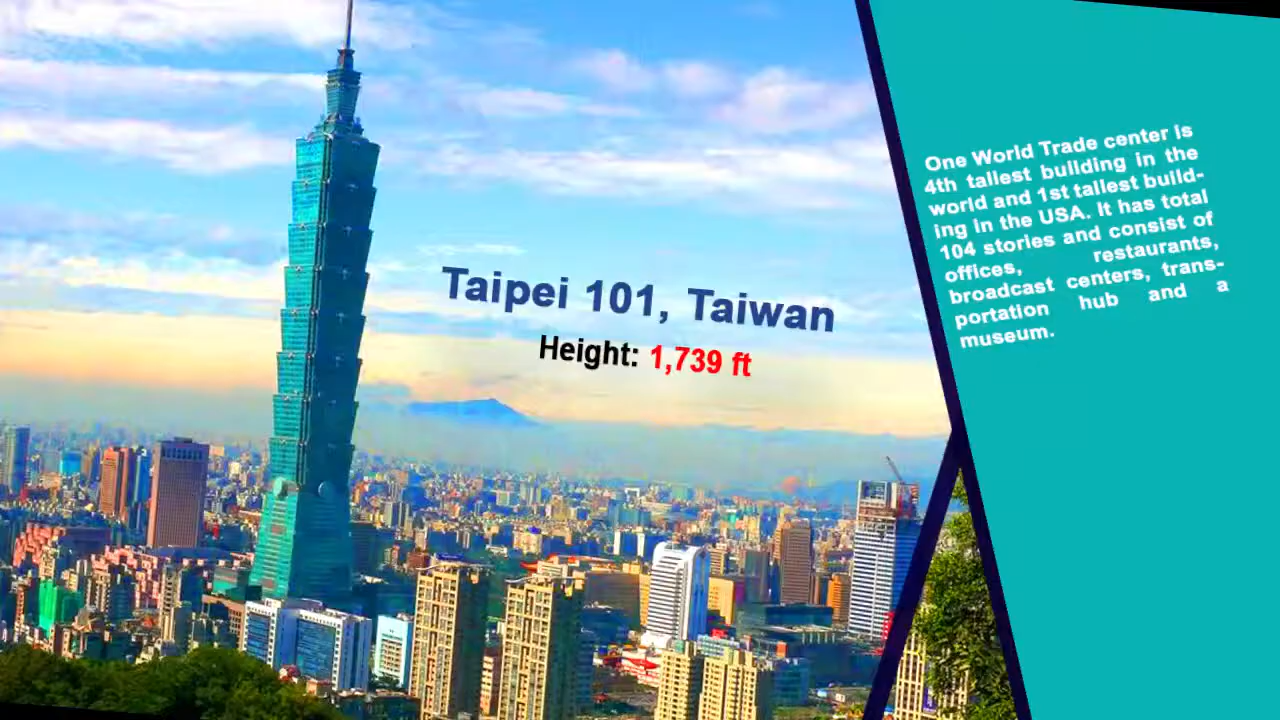 Taipei 101, Taiwan
Height: 1,739 ft
One World Trade center is
4th tallest building in the
world and 1st tallest build-
ing in the USA. It has total
104 stories and consist of
offices, restaurants,
broadcast centers, trans-
portation hub and a
museum.